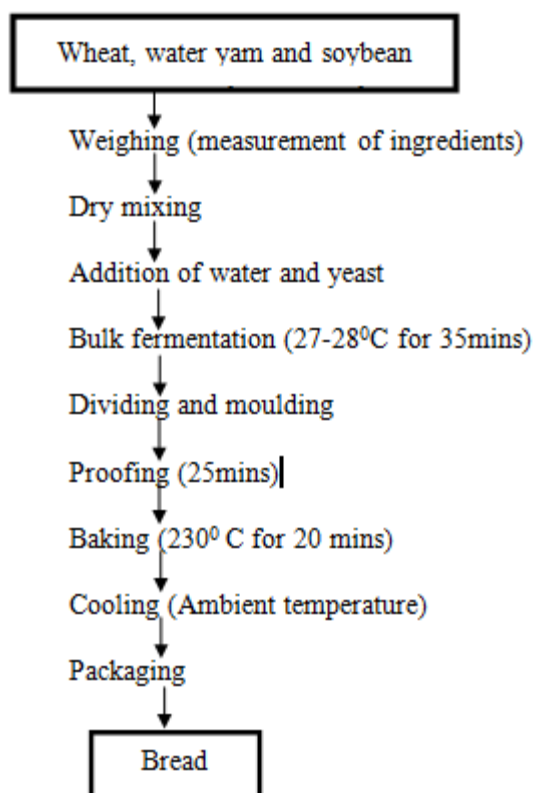 Wheat, water yam and soybean
Weighing (measurement of ingredients)
Dry mixing
Addition of water and yeast
Bulk fermentation (27-28⁰C for 35mins)
Dividing and moulding
Proofing (25mins)
Baking (230⁰ C for 20 mins)
Cooling (Ambient temperature)
Packaging
Bread